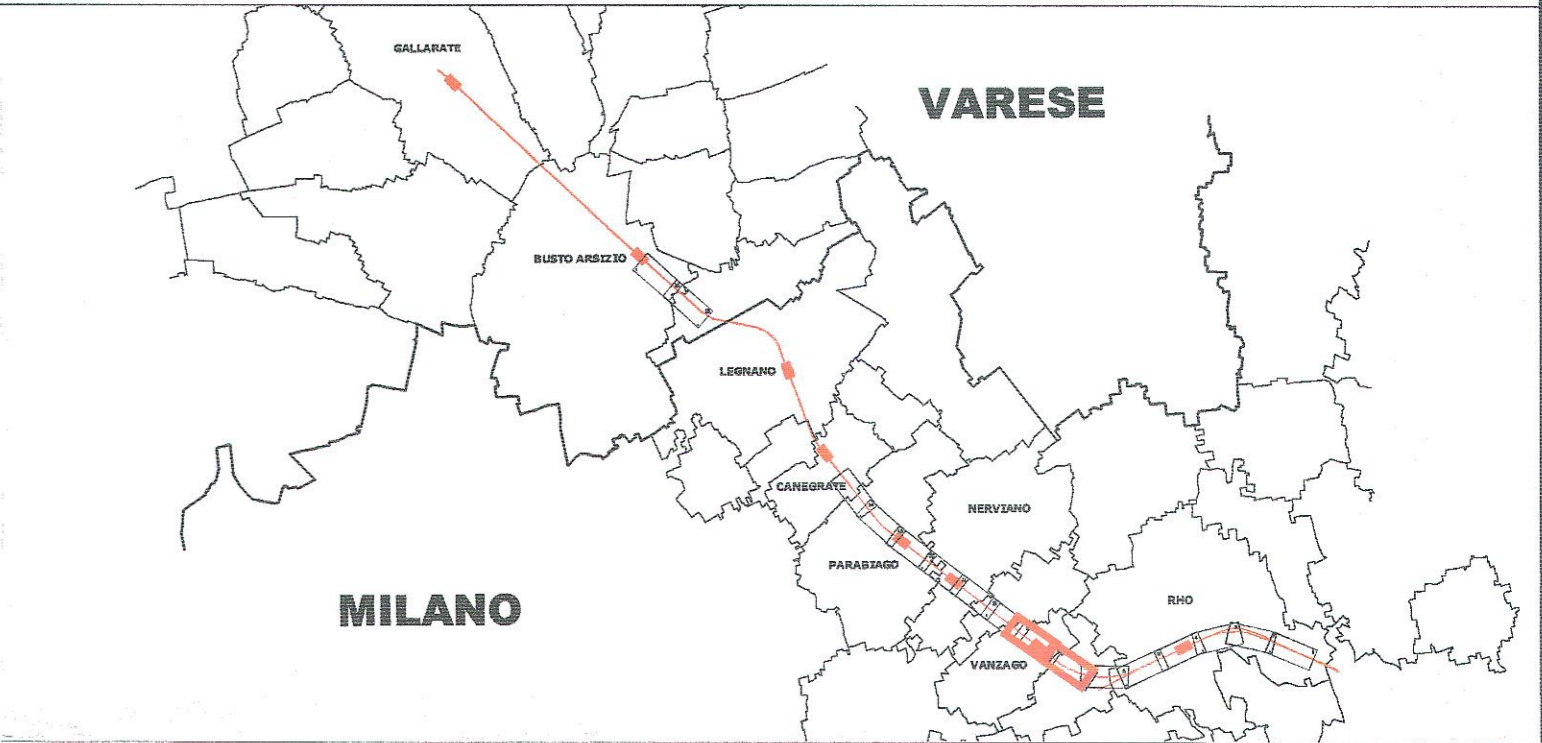 GALLARATE
VARESE
BUSTO ARSIZIO
LEGNANO
CANEGRATE
NERVIANO
PARABIAGO
RHO
MILANO
VANZAGO